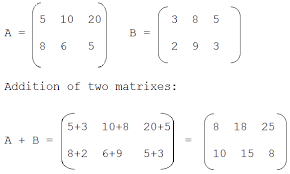 5 10 20 3 8 5
A = B =
8 6 5 2 9 3
Addition of two matrixes:
5+3 10+8 20+5 8 18 25
A + B = =
8+2 6+9 5+3 10 15 8